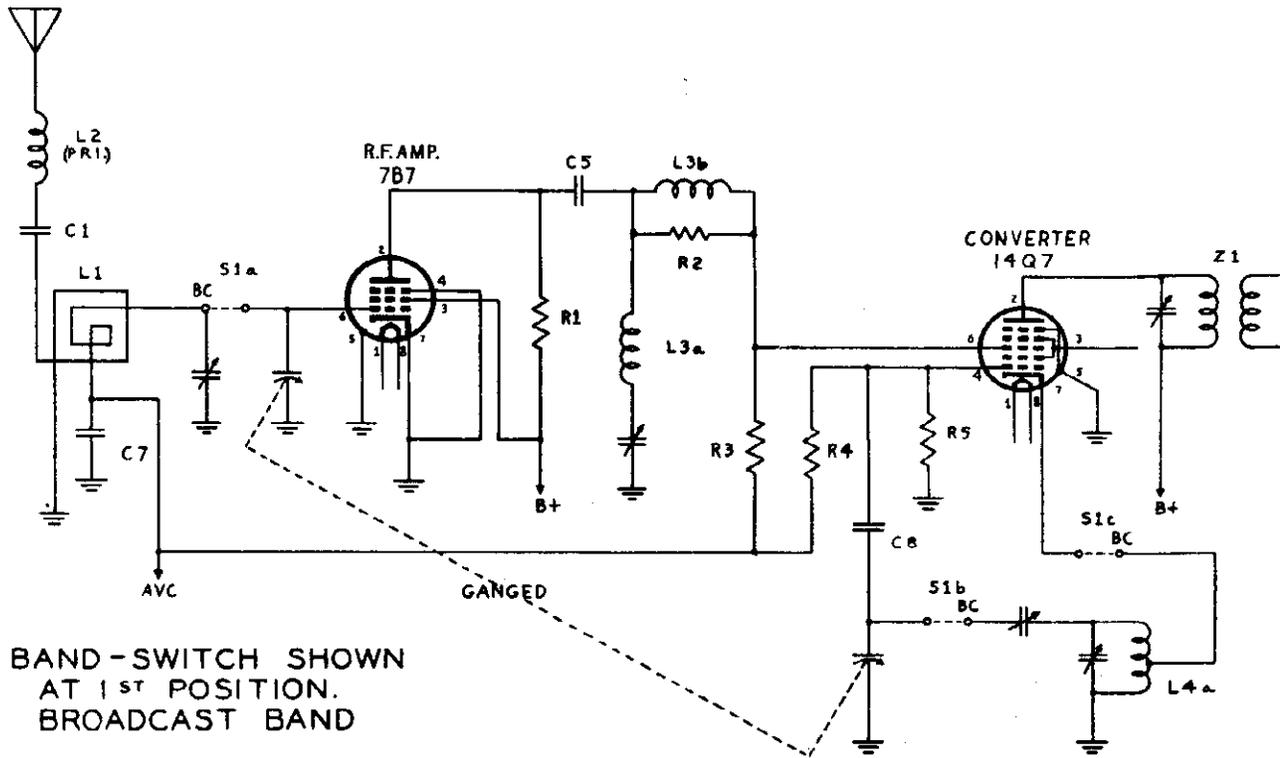 L2
(PRI.)
C1
L1
S1a
BC
C7
AVC
R.F. AMP.
7B7
2
4
3
6
5
1
8
7
R1
B+
C5
L3b
R2
L3a
R3
R4
CONVERTER
14Q7
2
6
4
3
5
7
1
8
R5
C8
Z1
B+
S1c
BC
S1b
BC
L4a
GANGED
BAND-SWITCH SHOWN
AT 1ST POSITION.
BROADCAST BAND